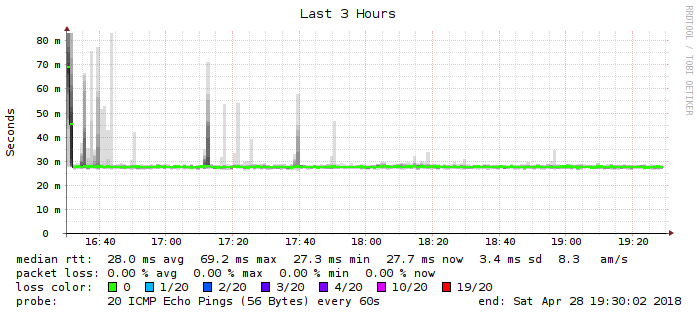 Last 3 Hours
RRDTOOL / TOBI OETIKER
Seconds
80 m
70 m
60 m
50 m
40 m
30 m
20 m
10 m
0
16:40 17:00 17:20 17:40 18:00 18:20 18:40 19:00 19:20
median rtt: 28.0 ms avg 69.2 ms max 27.3 ms min 27.7 ms now 3.4 ms sd 8.3 am/s
packet loss: 0.00 % avg 0.00 % max 0.00 % min 0.00 % now
loss color: 0 1/20 2/20 3/20 4/20 10/20 19/20
probe: 20 ICMP Echo Pings (56 Bytes) every 60s end: Sat Apr 28 19:30:02 2018